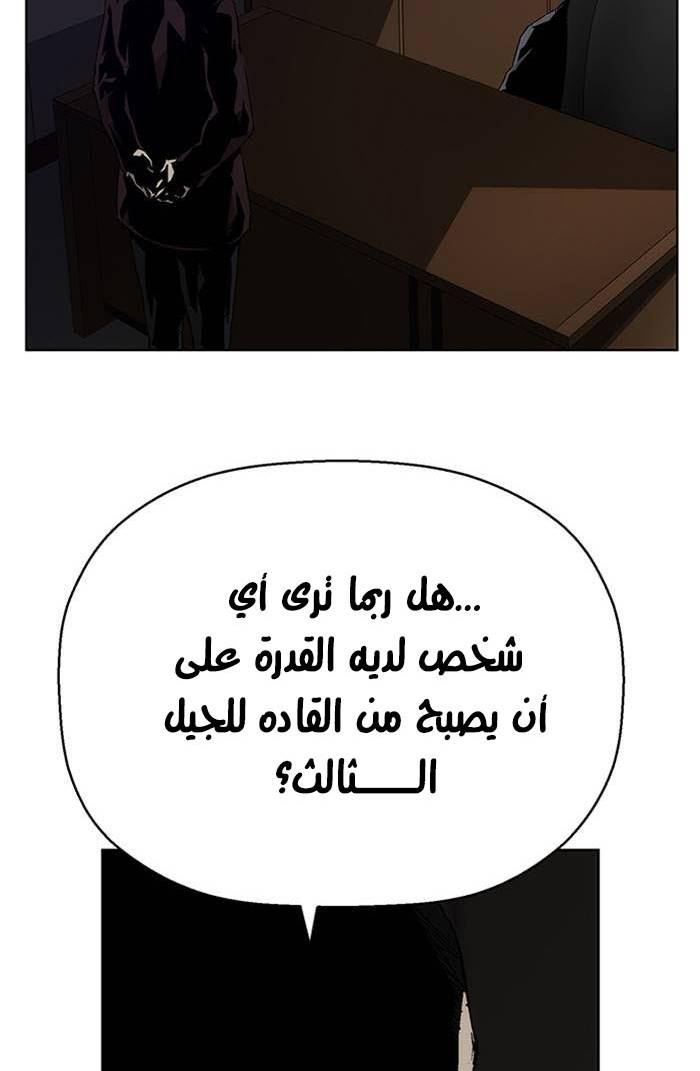 ...هل ربما ترى أي
شخص لديه القدرة على
أن يصبح من القاده للجيل
الـــــثالث؟